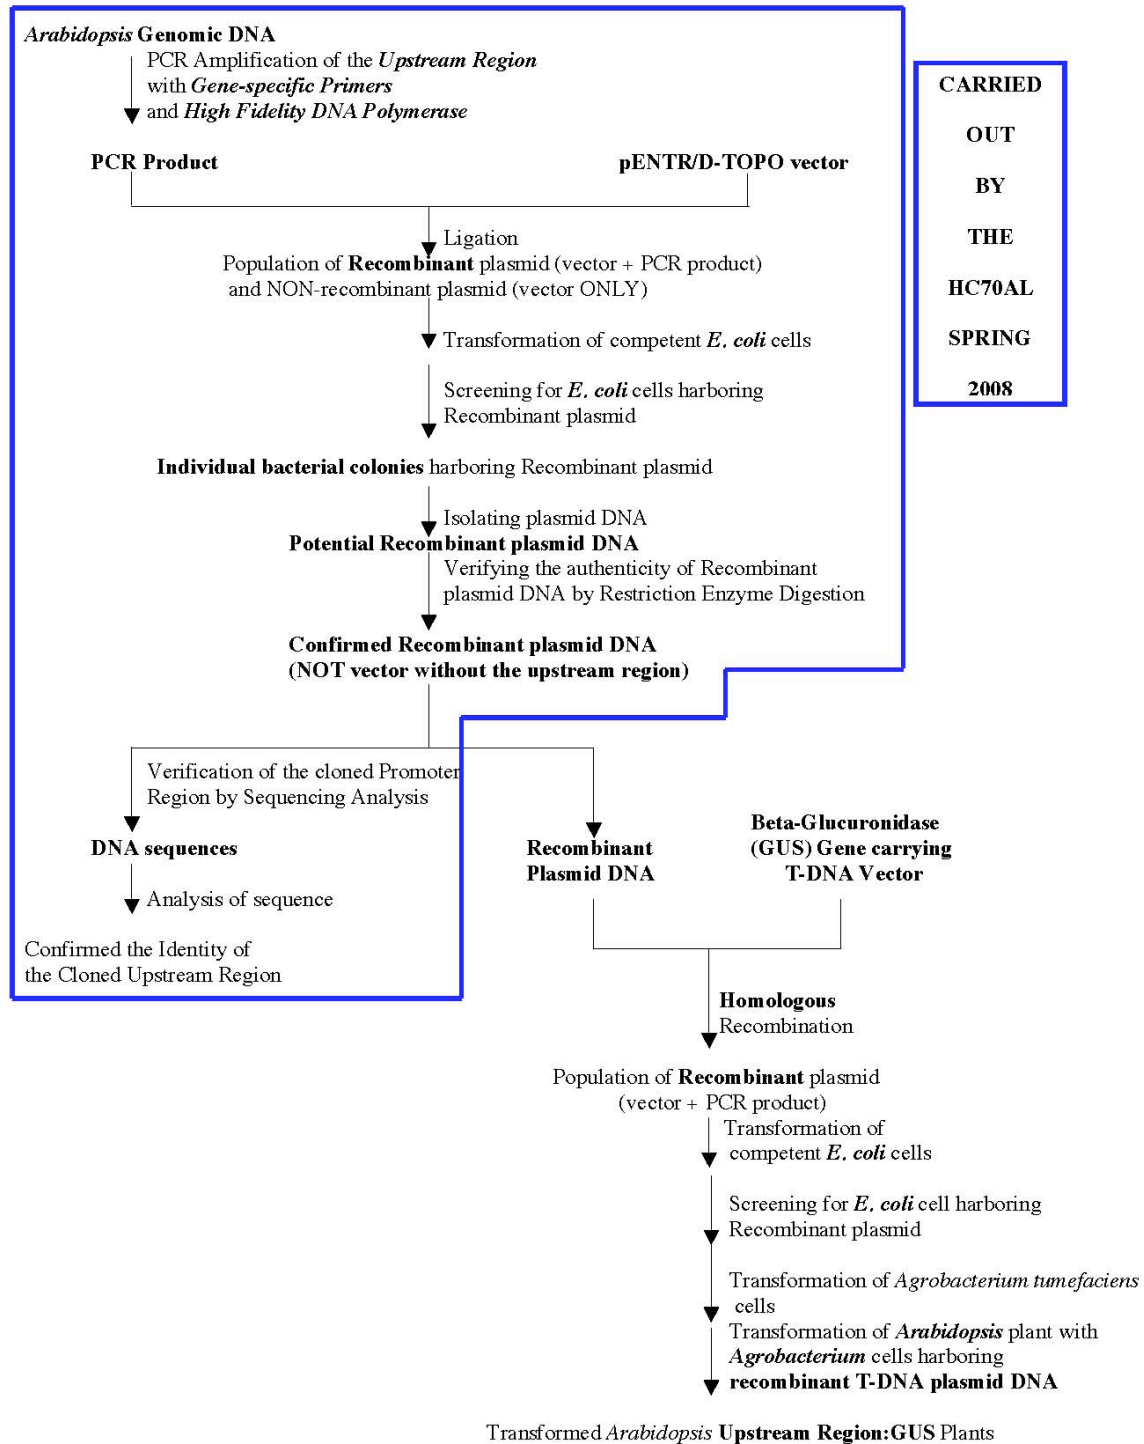 Arabidopsis Genomic DNA
PCR Amplification of the Upstream Region
with Gene-specific Primers
and High Fidelity DNA Polymerase
PCR Product
pENTR/D-TOPO vector
Ligation
Population of Recombinant plasmid (vector + PCR product)
and NON-recombinant plasmid (vector ONLY)
Transformation of competent E. coli cells
Screening for E. coli cells harboring
Recombinant plasmid
Individual bacterial colonies harboring Recombinant plasmid
Isolating plasmid DNA
Potential Recombinant plasmid DNA
Verifying the authenticity of Recombinant
plasmid DNA by Restriction Enzyme Digestion
Confirmed Recombinant plasmid DNA
(NOT vector without the upstream region)
CARRIED
OUT
BY
THE
HC70AL
SPRING
2008
Verification of the cloned Promoter
Region by Sequencing Analysis
DNA sequences
Analysis of sequence
Confirmed the Identity of
the Cloned Upstream Region
Recombinant
Plasmid DNA
Beta-Glucuronidase
(GUS) Gene carrying
T-DNA Vector
Homologous
Recombination
Population of Recombinant plasmid
(vector + PCR product)
Transformation of
competent E. coli cells
Screening for E. coli cell harboring
Recombinant plasmid
Transformation of Agrobacterium tumefaciens
cells
Transformation of Arabidopsis plant with
Agrobacterium cells harboring
recombinant T-DNA plasmid DNA
Transformed Arabidopsis Upstream Region:GUS Plants